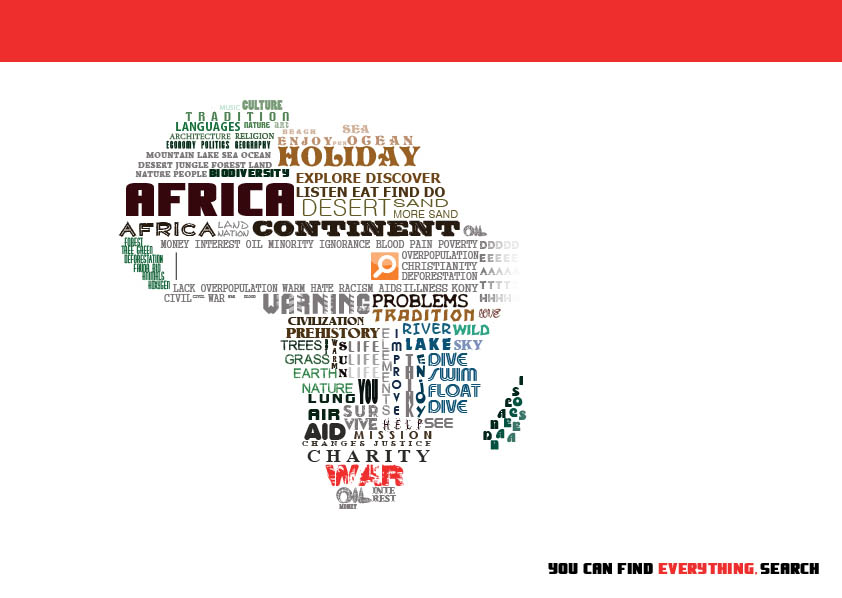 MUSIC CULTURE
TRADITION
LANGUAGES NATURE ART
ARCHITECTURE RELIGION
ECONOMY POLITICS GEOGRAPHY
MOUNTAIN LAKE SEA OCEAN
DESERT JUNGLE FOREST LAND
NATURE PEOPLE BIODIVERSITY
BEACH SEA
ENJOY FUN OCEAN
HOLIDAY
EXPLORE DISCOVER
LISTEN EAT FIND DO
AFRICA
DESERT SAND
MORE SAND
AFRICA LAND NATION CONTINENT OIL
FOREST
TREE GREEN
DEFORESTATION
FAUNA AID
ANIMALS
HOXYGEN
MONEY INTEREST OIL MINORITY IGNORANCE BLOOD PAIN POVERTY
DDDDD
EEEEE
AAAAA
TTTTT
HHHHH
OVERPOPULATION
CHRISTIANITY
DEFORESTATION
LACK OVERPOPULATION WARM HATE RACISM AIDS ILLNESS KONY
CIVIL CIVIL WAR WAR BLOOD
WARNING PROBLEMS
TRADITION LOVE
CIVILIZATION
PREHISTORY
RIVER WILD
LAKE SKY
TREES
GRASS
EARTH
NATURE
WARM
SUN
LIFE
LIFE
LIFE
ELEMENTS
IMPROVE
THINK
ENJOY
DIVE
SWIM
FLOAT
DIVE
LUNG YOU
AIR SUR
VIVE HELP SEE
AID MISSION
CHANGES JUSTICE
CHARITY
WAR
OIL INTE
REST
MONEY
YOU CAN FIND EVERYTHING. SEARCH